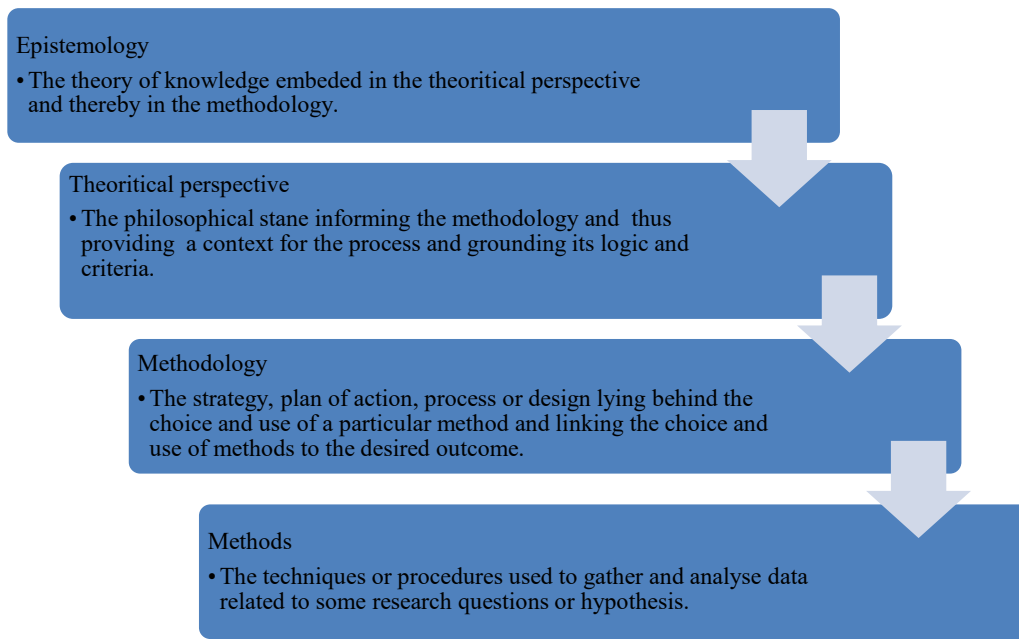 Epistemology
• The theory of knowledge embeded in the theoritical perspective
and thereby in the methodology.
Theoritical perspective
• The philosophical stane informing the methodology and thus
providing a context for the process and grounding its logic and
criteria.
Methodology
• The strategy, plan of action, process or design lying behind the
choice and use of a particular method and linking the choice and
use of methods to the desired outcome.
Methods
• The techniques or procedures used to gather and analyse data
related to some research questions or hypothesis.